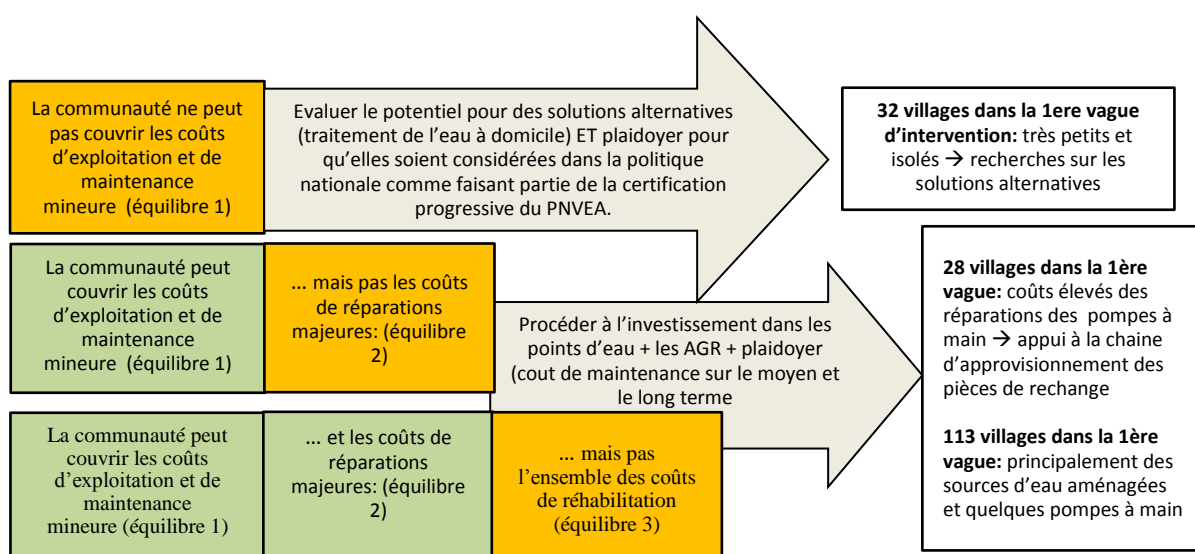 La communauté ne peut
pas couvrir les coûts
d’exploitation et de
maintenance
mineure (équilibre 1)
Evaluer le potentiel pour des solutions alternatives
(traitement de l’eau à domicile) ET plaidoyer pour
qu’elles soient considérées dans la politique
nationale comme faisant partie de la certification
progressive du PNVEA.
32 villages dans la 1ere vague
d’intervention: très petits et
isolés → recherches sur les
solutions alternatives
La communauté peut
couvrir les coûts
d’exploitation et de
maintenance
mineure (équilibre 1)
... mais pas les coûts
de réparations
majeures: (équilibre
2)
Procéder à l’investissement dans les
points d’eau + les AGR + plaidoyer
(cout de maintenance sur le moyen et
le long terme
28 villages dans la 1ère
vague: coûts élevés des
réparations des pompes à
main → appui à la chaine
d’approvisionnement des
pièces de rechange
113 villages dans la 1ère
vague: principalement des
sources d’eau aménagées
et quelques pompes à main
La communauté peut
couvrir les coûts
d’exploitation et de
maintenance
mineure (équilibre 1)
... et les coûts de
réparations
majeures: (équilibre
2)
... mais pas
l’ensemble des coûts
de réhabilitation
(équilibre 3)